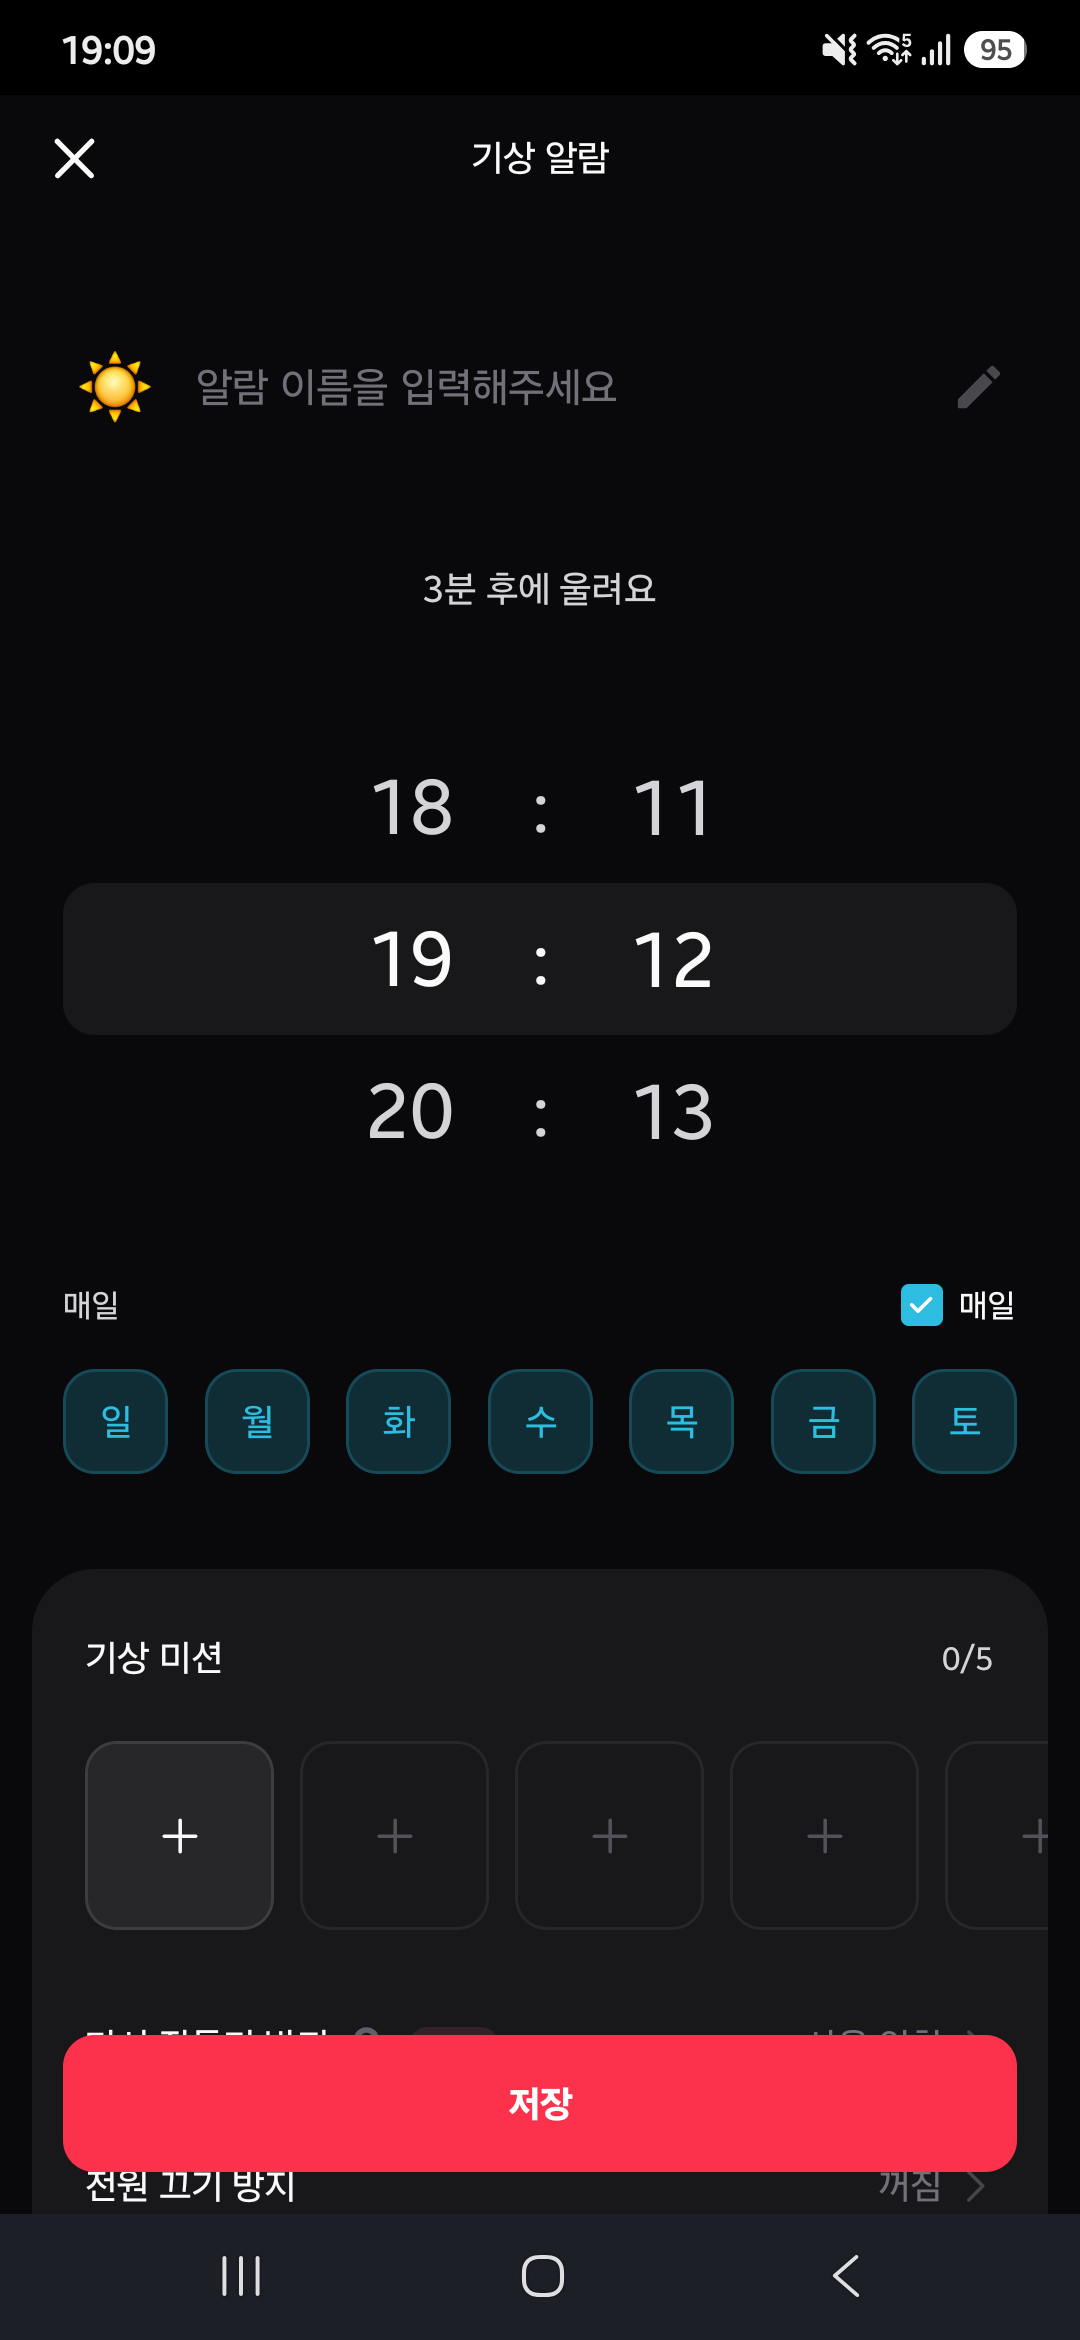 19:09
5
95
기상 알람
알람 이름을 입력해주세요
3분 후에 울려요
18 : 11
19 : 12
20 : 13
매일
매일
일 월 화 수 목 금 토
기상 미션
0/5
저장
전원 끄기 방지
꺼짐